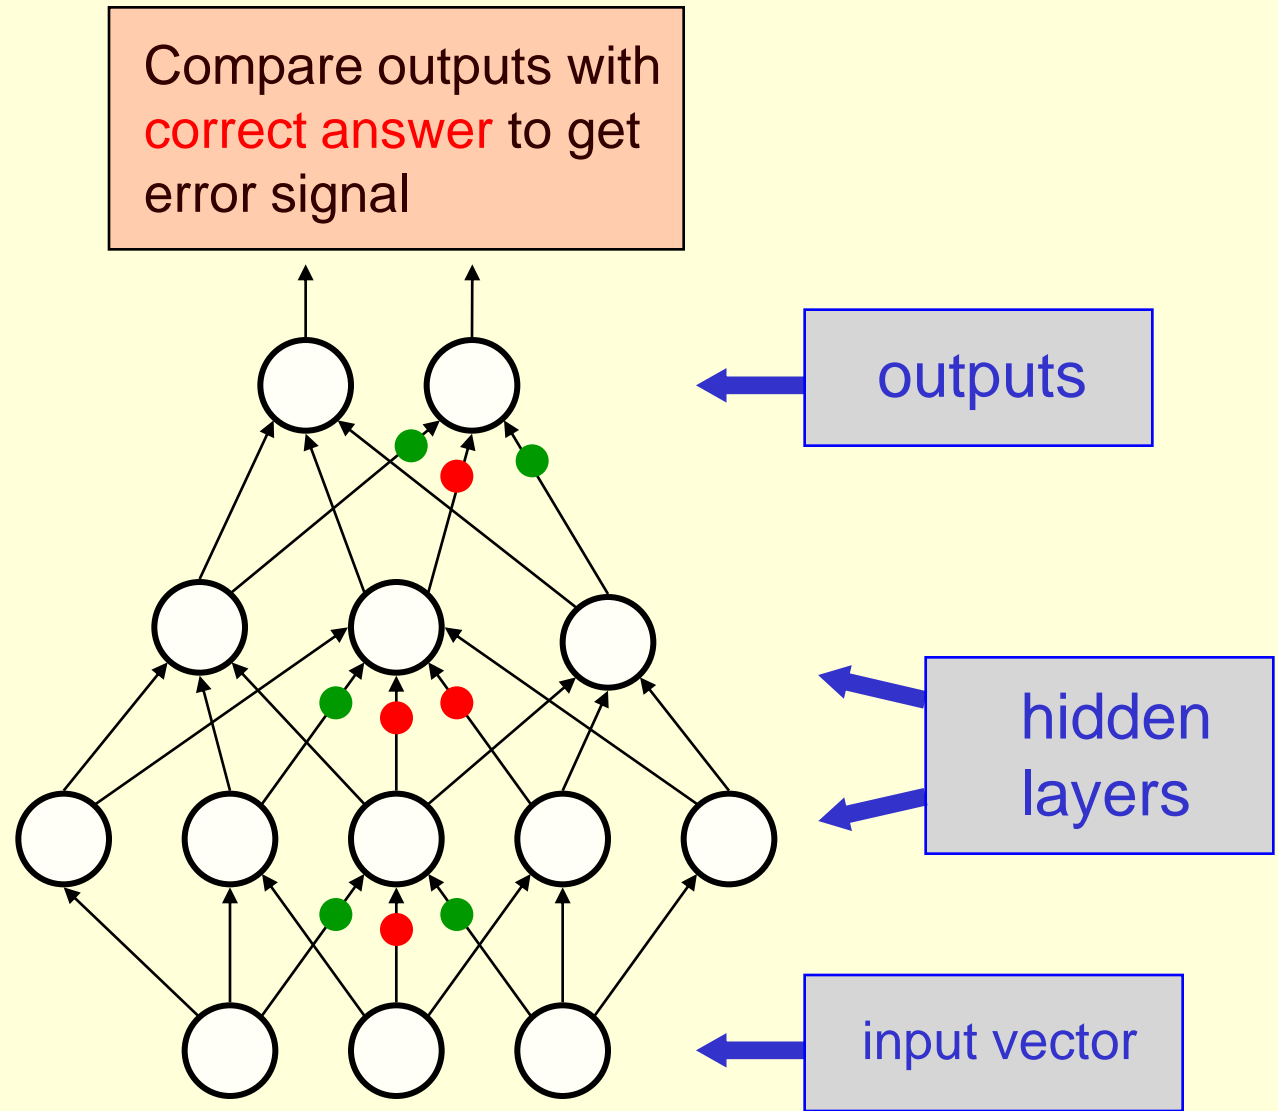 Compare outputs with
correct answer to get
error signal
outputs
hidden
layers
input vector